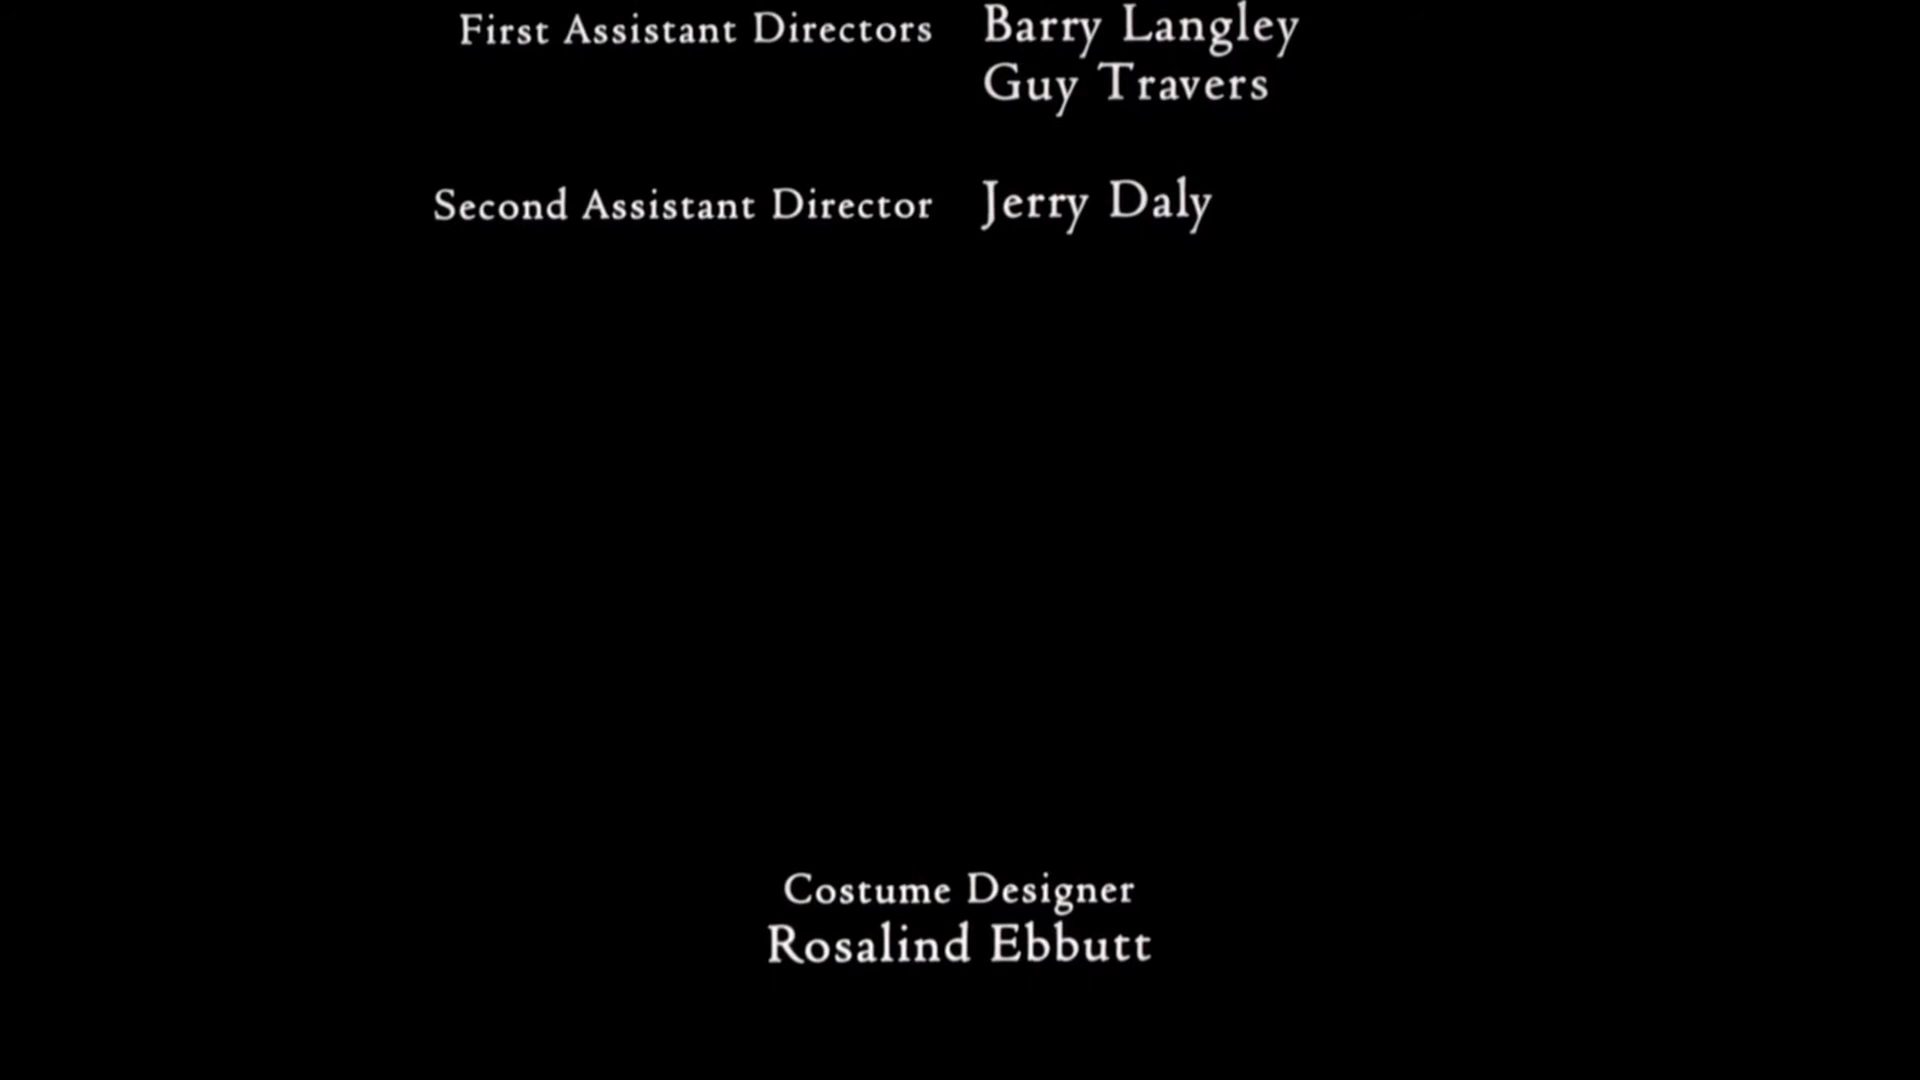 First Assistant Directors Barry Langley
Guy Travers
Second Assistant Director Jerry Daly
Costume Designer
Rosalind Ebbutt